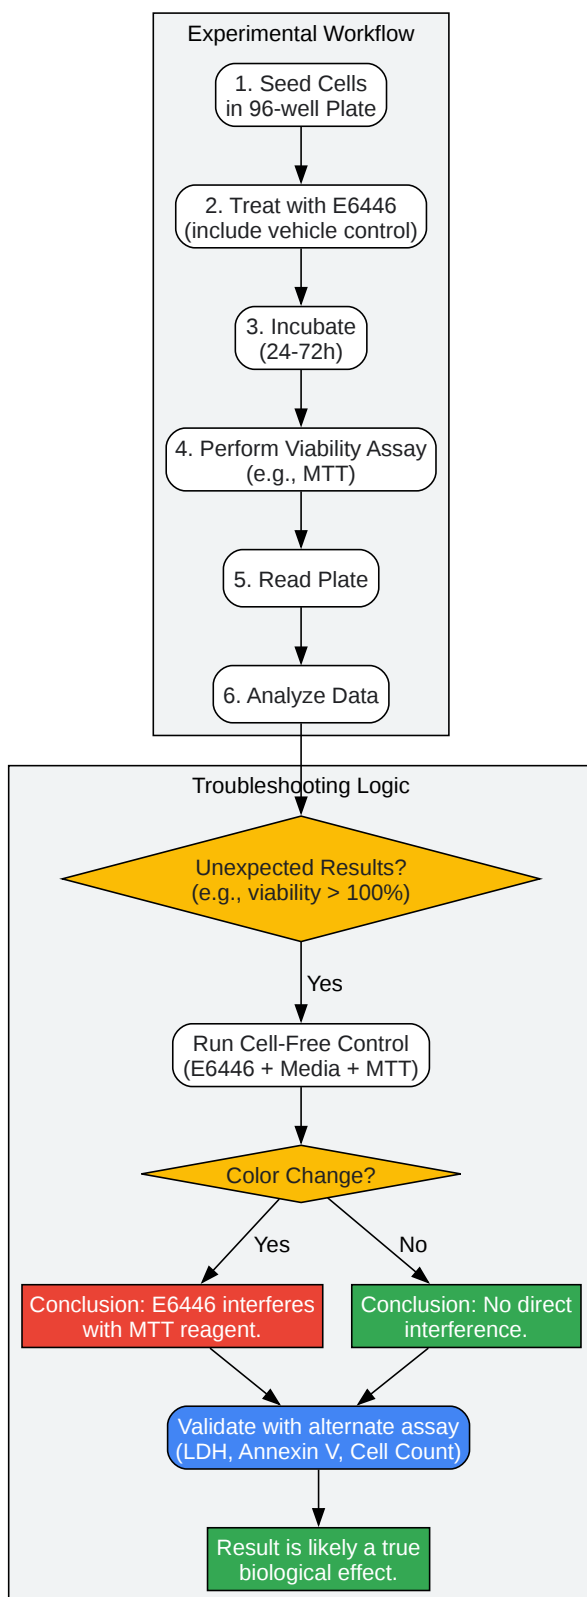 Experimental Workflow
1. Seed Cells
in 96-well Plate
2. Treat with E6446
(include vehicle control)
3. Incubate
(24-72h)
4. Perform Viability Assay
(e.g., MTT)
5. Read Plate
6. Analyze Data
Troubleshooting Logic
Unexpected Results?
(e.g., viability > 100%)
Yes
Run Cell-Free Control
(E6446 + Media + MTT)
Color Change?
Yes
No
Conclusion: E6446 interferes
with MTT reagent.
Conclusion: No direct
interference.
Validate with alternate assay
(LDH, Annexin V, Cell Count)
Result is likely a true
biological effect.